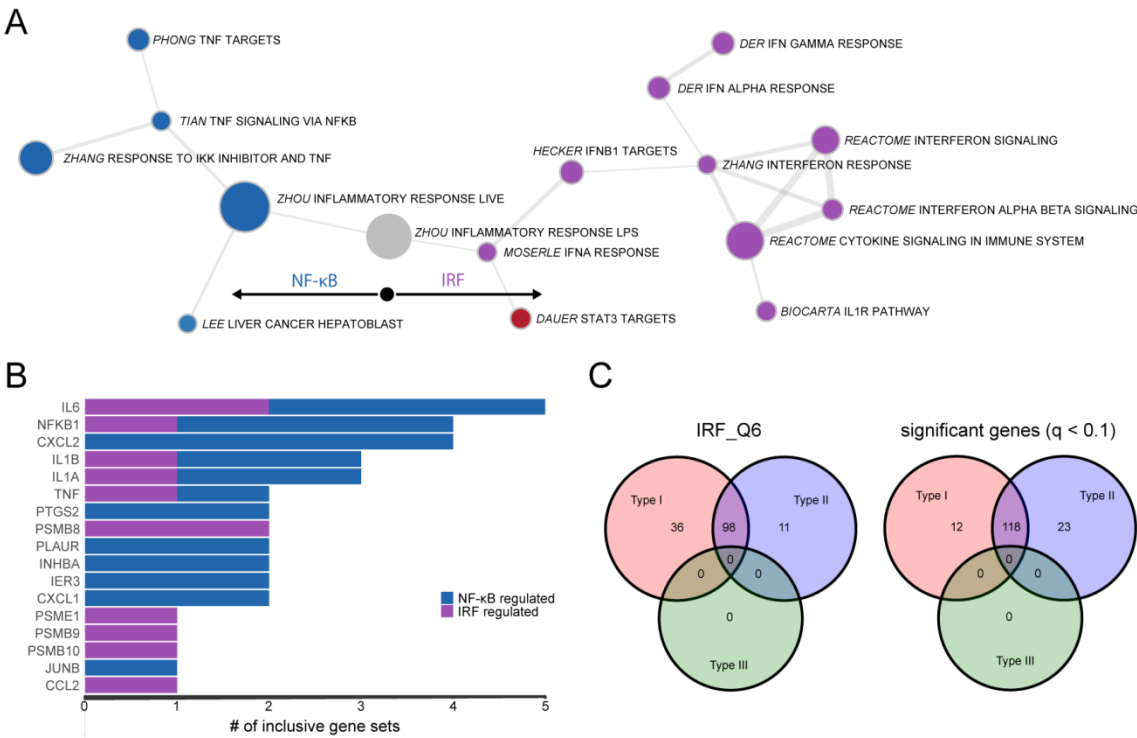 A
PHONG TNF TARGETS
DER IFN GAMMA RESPONSE
DER IFN ALPHA RESPONSE
TIAN TNF SIGNALING VIA NFKB
ZHANG RESPONSE TO IKK INHIBITOR AND TNF
HECKER IFNB1 TARGETS
REACTOME INTERFERON SIGNALING
ZHANG INTERFERON RESPONSE
ZHOU INFLAMMATORY RESPONSE LIVE
REACTOME INTERFERON ALPHA BETA SIGNALING
ZHOU INFLAMMATORY RESPONSE LPS
REACTOME CYTOKINE SIGNALING IN IMMUNE SYSTEM
MOSERLE IFNA RESPONSE
NF-κB
IRF
LEE LIVER CANCER HEPATOBLAST
DAUER STAT3 TARGETS
BIOCARTA IL1R PATHWAY
B
IL6
NFKB1
CXCL2
IL1B
IL1A
TNF
PTGS2
PSMB8
PLAUR
INHBA
IER3
CXCL1
PSME1
PSMB9
PSMB10
JUNB
CCL2
NF-κB regulated
IRF regulated
0 1 2 3 4 5
# of inclusive gene sets
C
IRF_Q6
Type I
Type II
36
98
11
0
0
0
0
Type III
significant genes (q < 0.1)
Type I
Type II
12
118
23
0
0
0
0
Type III